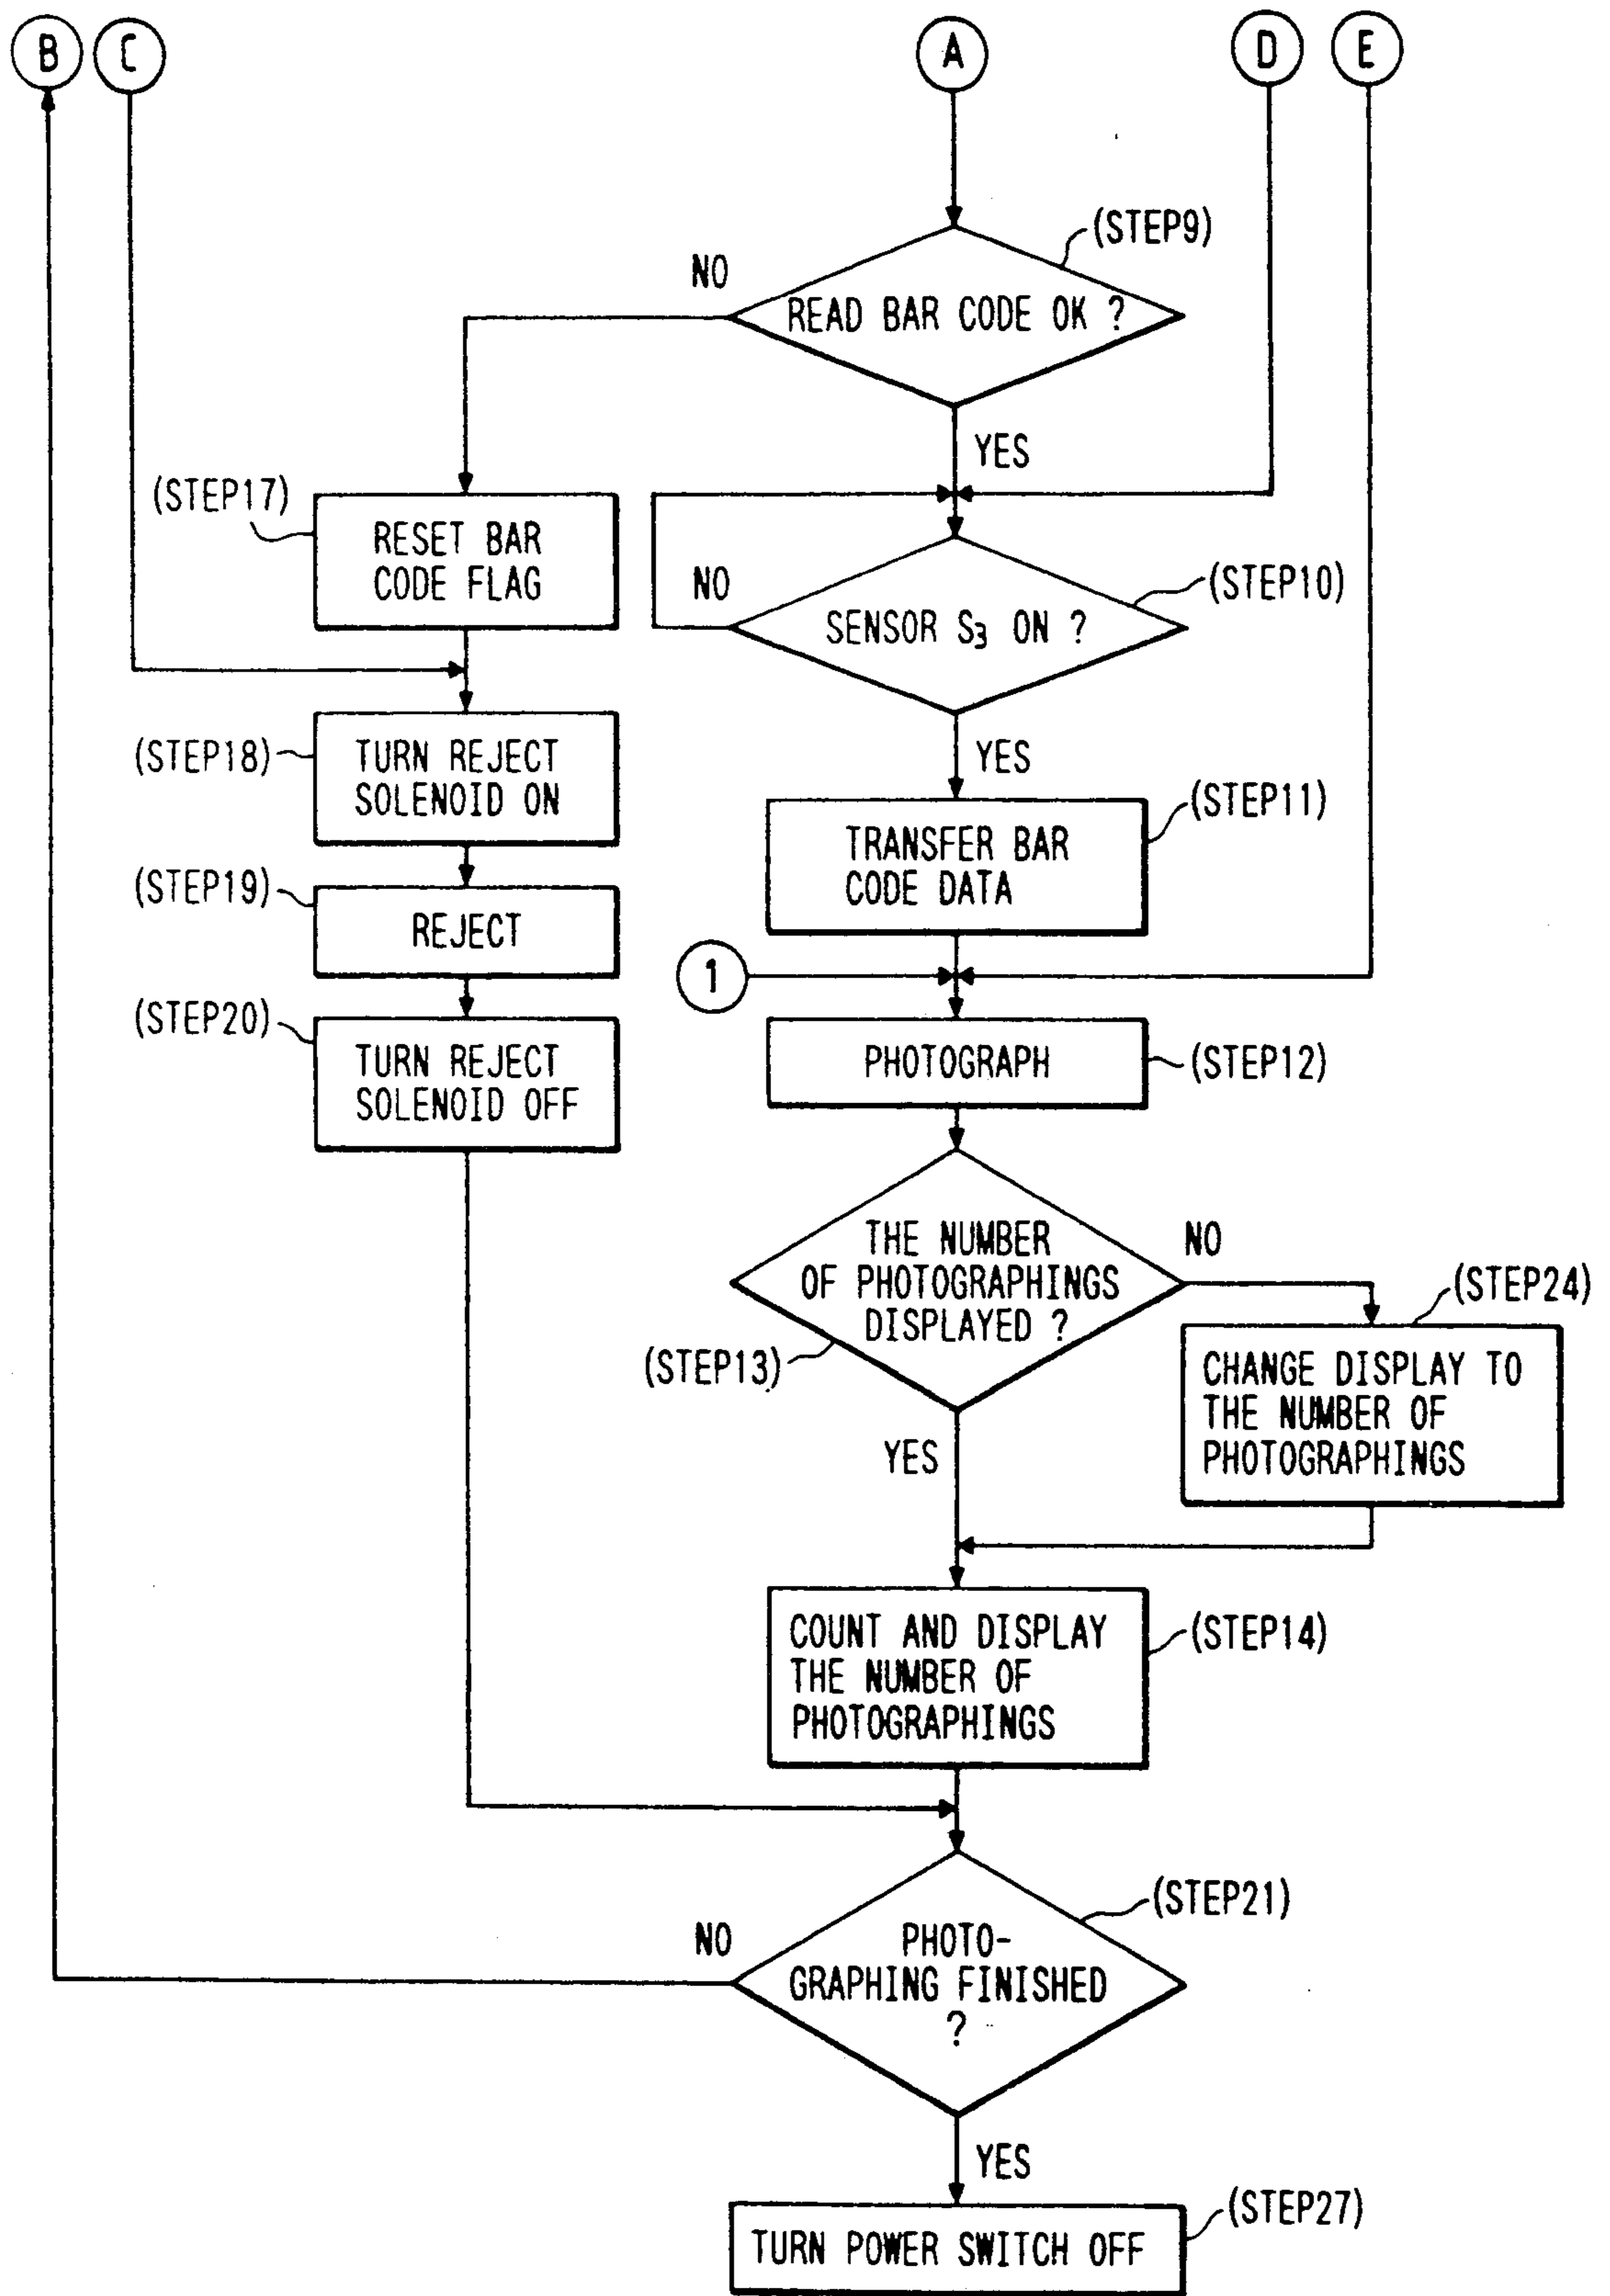 B
C
A
D
E
(STEP9)
NO
READ BAR CODE OK ?
YES
(STEP17)
RESET BAR
CODE FLAG
NO
(STEP10)
SENSOR S3 ON ?
YES
(STEP18)
TURN REJECT
SOLENOID ON
(STEP11)
TRANSFER BAR
CODE DATA
(STEP19)
REJECT
1
(STEP20)
TURN REJECT
SOLENOID OFF
PHOTOGRAPH
(STEP12)
THE NUMBER
OF PHOTOGRAPHINGS
DISPLAYED ?
NO
(STEP13)
(STEP24)
CHANGE DISPLAY TO
THE NUMBER OF
PHOTOGRAPHINGS
YES
COUNT AND DISPLAY
THE NUMBER OF
PHOTOGRAPHINGS
(STEP14)
(STEP21)
NO
PHOTO-
GRAPHING FINISHED
?
YES
(STEP27)
TURN POWER SWITCH OFF